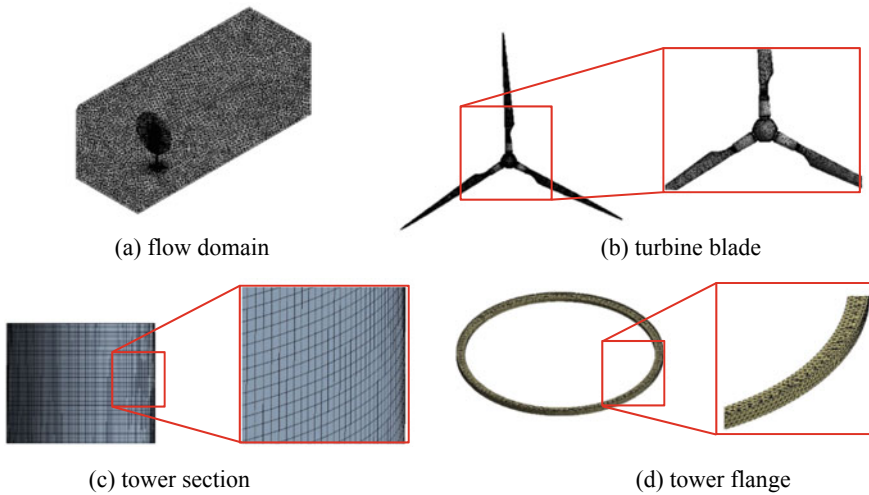 (a) flow domain
(b) turbine blade
(c) tower section
(d) tower flange